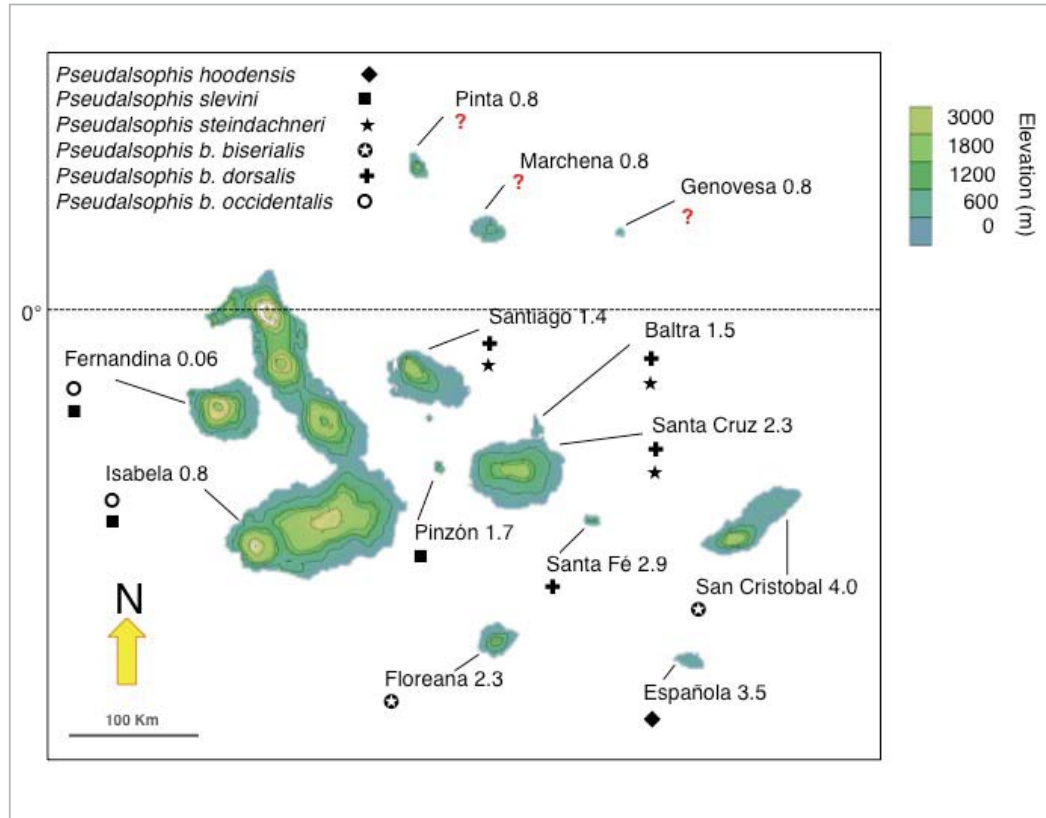 Pseudalsophis hoodensis
Pseudalsophis slevini
Pseudalsophis steindachneri
Pseudalsophis b. biserialis
Pseudalsophis b. dorsalis
Pseudalsophis b. occidentalis
Pinta 0.8
?
Marchena 0.8
?
Genovesa 0.8
?
3000
1800
1200
600
0
Elevation (m)
0°
Santiago 1.4
Baltra 1.5
Fernandina 0.06
Santa Cruz 2.3
Isabela 0.8
Pinzón 1.7
Santa Fé 2.9
San Cristobal 4.0
N
Floreana 2.3
Española 3.5
100 Km